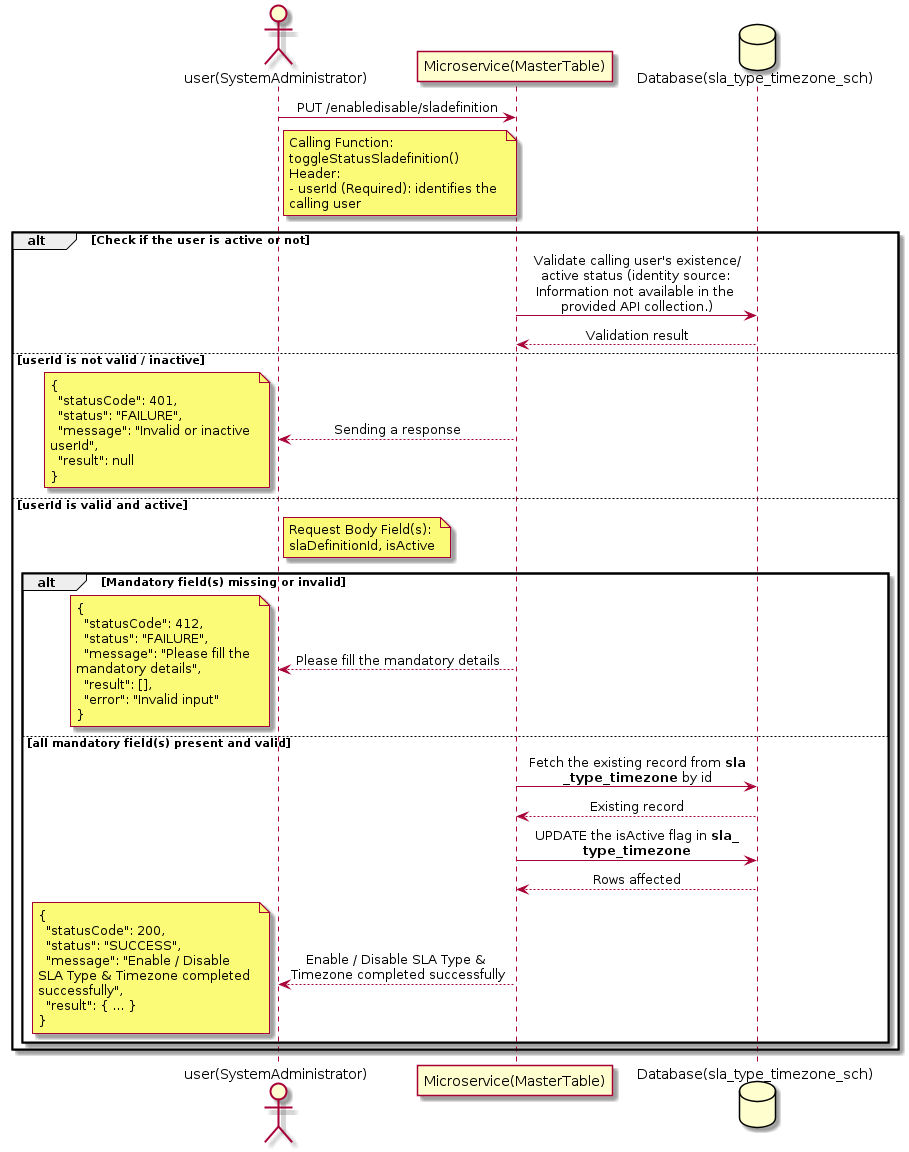 user(SystemAdministrator)
Microservice(MasterTable)
Database(sla_type_timezone_sch)
PUT /enabledisable/sladefinition
Calling Function:
toggleStatusSladefinition()
Header:
- userId (Required): identifies the
calling user
alt
[Check if the user is active or not]
Validate calling user's existence/
active status (identity source:
Information not available in the
provided API collection.)
Validation result
[userId is not valid / inactive]
{
"statusCode": 401,
"status": "FAILURE",
"message": "Invalid or inactive
userId",
"result": null
}
Sending a response
[userId is valid and active]
Request Body Field(s):
slaDefinitionId, isActive
alt
[Mandatory field(s) missing or invalid]
{
"statusCode": 412,
"status": "FAILURE",
"message": "Please fill the
mandatory details",
"result": [],
"error": "Invalid input"
}
Please fill the mandatory details
[all mandatory field(s) present and valid]
Fetch the existing record from sla
_type_timezone by id
Existing record
UPDATE the isActive flag in sla_
type_timezone
Rows affected
{
"statusCode": 200,
"status": "SUCCESS",
"message": "Enable / Disable
SLA Type & Timezone completed
successfully",
"result": { ... }
}
Enable / Disable SLA Type &
Timezone completed successfully
user(SystemAdministrator)
Microservice(MasterTable)
Database(sla_type_timezone_sch)